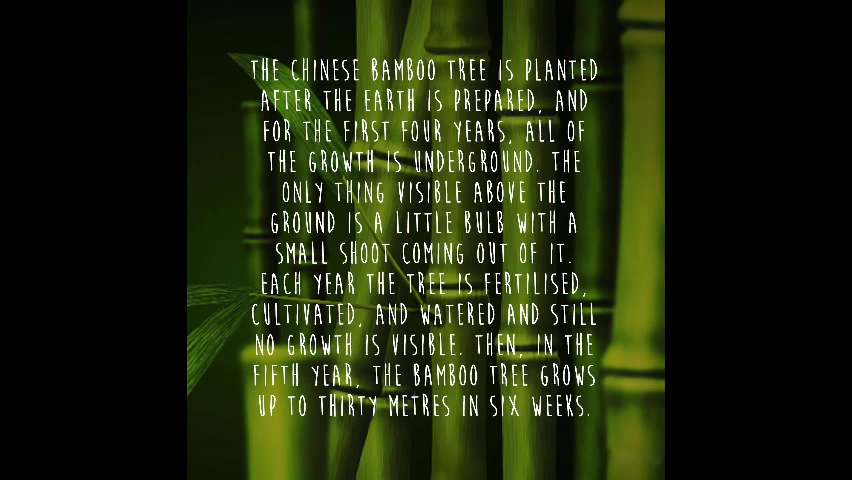 THE CHINESE BAMBOO TREE IS PLANTED
AFTER THE EARTH IS PREPARED, AND
FOR THE FIRST FOUR YEARS, ALL OF
THE GROWTH IS UNDERGROUND. THE
ONLY THING VISIBLE ABOVE THE
GROUND IS A LITTLE BULB WITH A
SMALL SHOOT COMING OUT OF IT.
EACH YEAR THE TREE IS FERTILISED,
CULTIVATED, AND WATERED AND STILL
NO GROWTH IS VISIBLE. THEN, IN THE
FIFTH YEAR, THE BAMBOO TREE GROWS
UP TO THIRTY METRES IN SIX WEEKS.